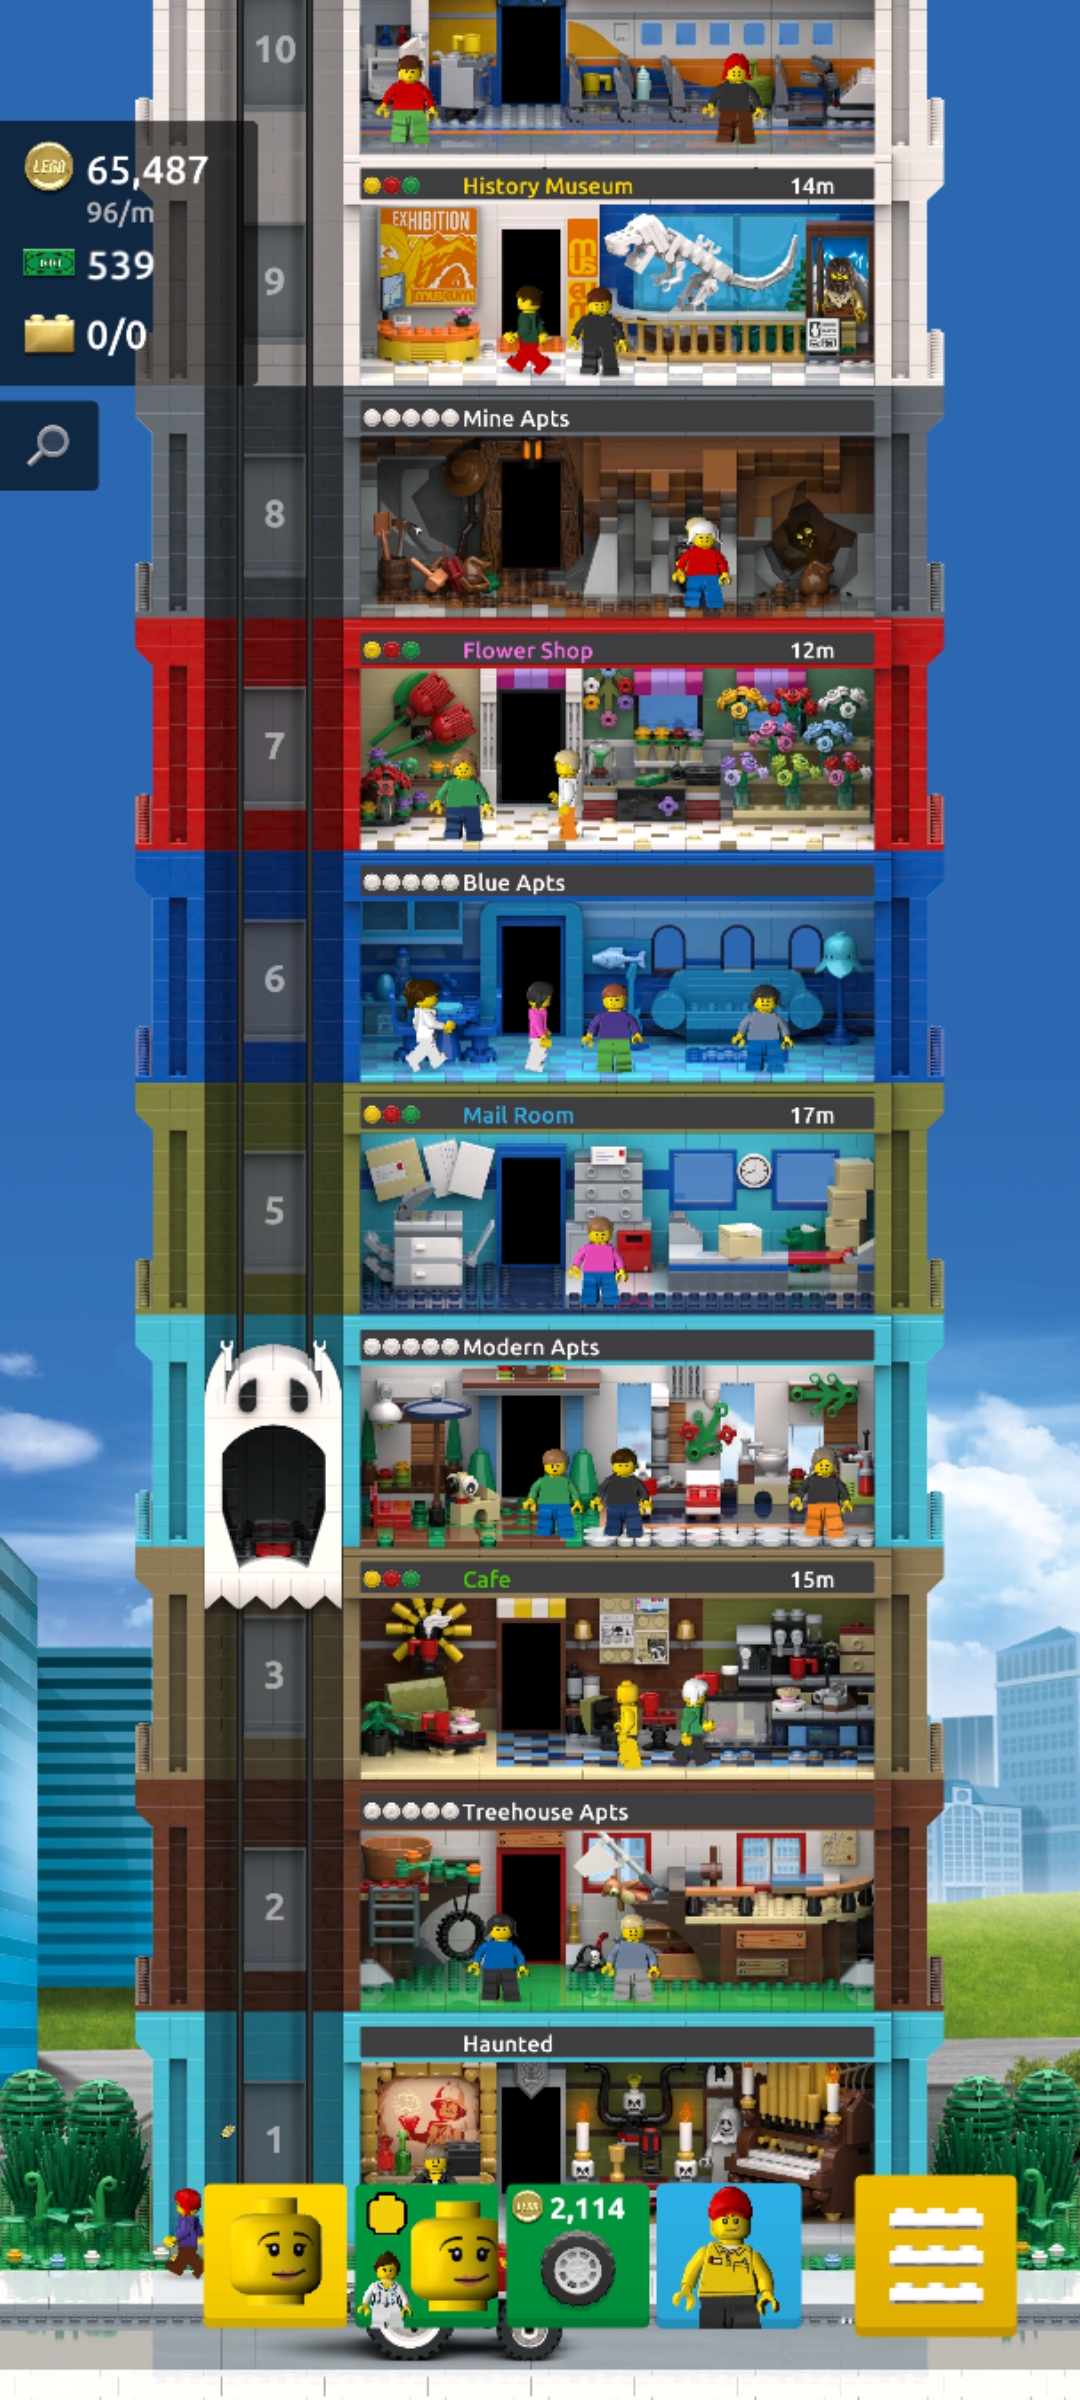 10
LEGO
65,487
96/m
539
0/0
History Museum 14m
EXHIBITION
museum
9
Mine Apts
8
Flower Shop 12m
7
Blue Apts
6
Mail Room 17m
5
Modern Apts
Cafe 15m
3
Treehouse Apts
2
Haunted
1
2,114